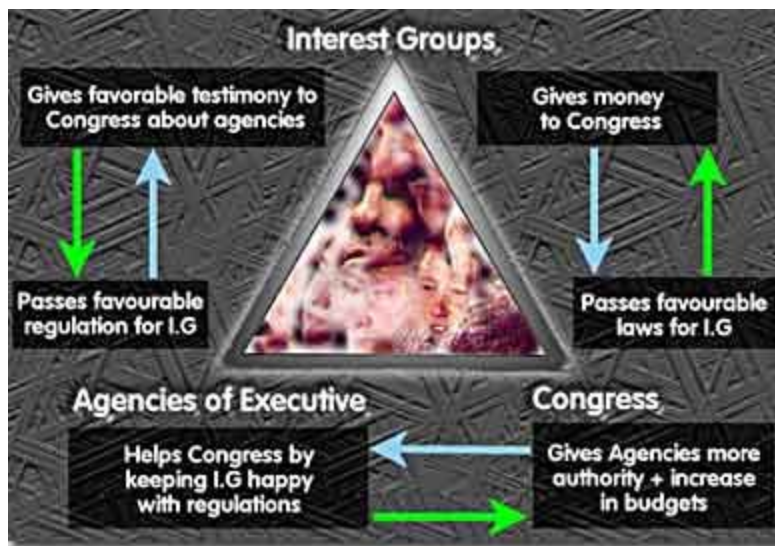 Interest Groups
Gives favorable testimony to
Congress about agencies
Gives money
to Congress
Passes favourable
regulation for I.G
Passes favourable
laws for I.G
Agencies of Executive
Congress
Helps Congress by
keeping I.G happy
with regulations
Gives Agencies more
authority + increase
in budgets